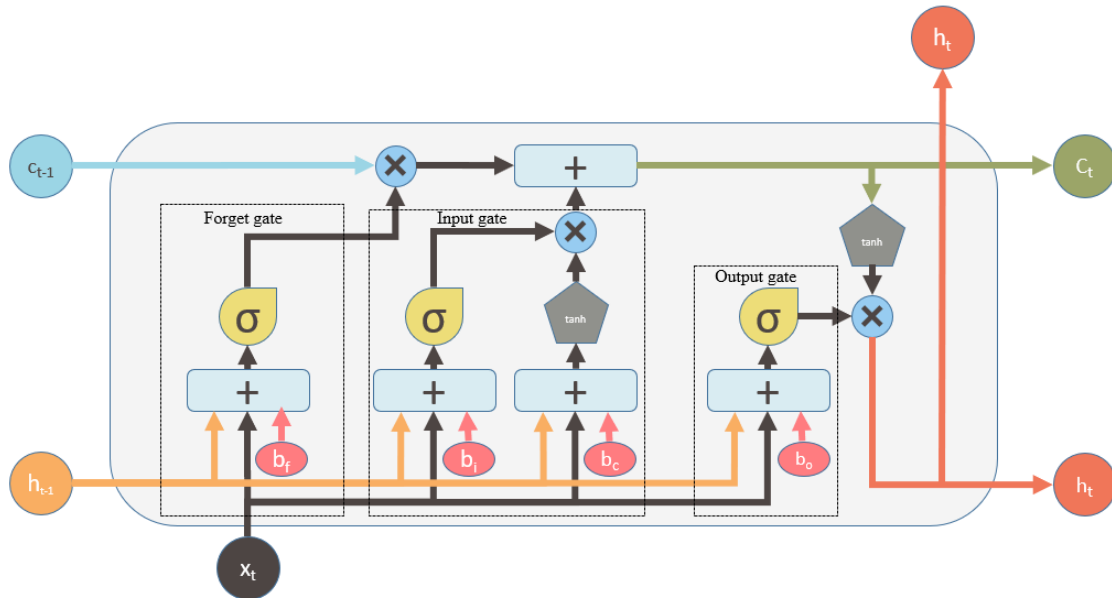 h_t
c_t-1
×
+
C_t
Forget gate
Input gate
×
tanh
Output gate
σ
σ
tanh
σ
×
+
+
+
+
b_f
b_i
b_c
b_o
h_t-1
h_t
x_t